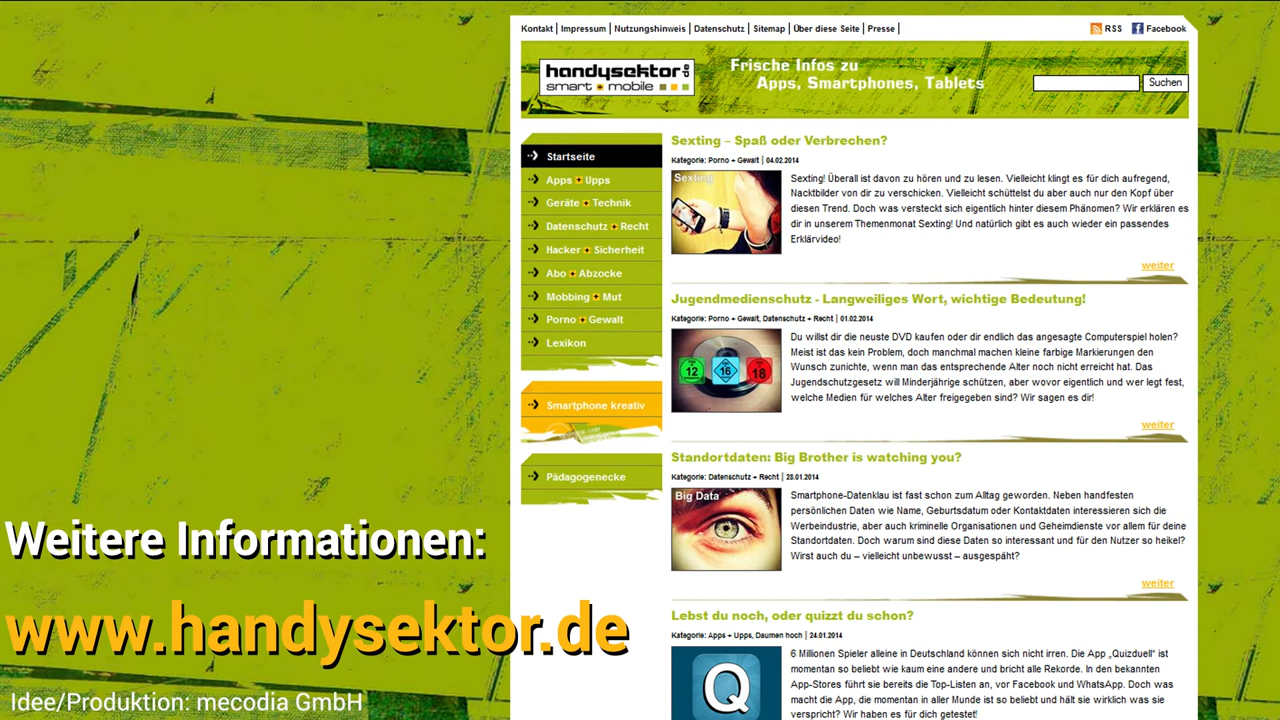 Kontakt | Impressum | Nutzungshinweis | Datenschutz | Sitemap | Über diese Seite | Presse |
RSS Facebook
handysektor.de
smart + mobile
Frische Infos zu
Apps, Smartphones, Tablets
Suchen
Startseite
Apps + Upps
Geräte + Technik
Datenschutz + Recht
Hacker + Sicherheit
Abo + Abzocke
Mobbing + Mut
Porno + Gewalt
Lexikon
Smartphone kreativ
Pädagogenecke
Sexting – Spaß oder Verbrechen?
Kategorie: Porno + Gewalt | 04.02.2014
Sexting
Sexting! Überall ist davon zu hören und zu lesen. Vielleicht klingt es für dich aufregend,
Nacktbilder von dir zu verschicken. Vielleicht schüttelst du aber auch nur den Kopf über
diesen Trend. Doch was versteckt sich eigentlich hinter diesem Phänomen? Wir erklären es
dir in unserem Themenmonat Sexting! Und natürlich gibt es auch wieder ein passendes
Erklärvideo!
weiter
Jugendmedienschutz - Langweiliges Wort, wichtige Bedeutung!
Kategorie: Porno + Gewalt, Datenschutz + Recht | 01.02.2014
12 16 18
Du willst dir die neuste DVD kaufen oder dir endlich das angesagte Computerspiel holen?
Meist ist das kein Problem, doch manchmal machen kleine farbige Markierungen den
Wunsch zunichte, wenn man das entsprechende Alter noch nicht erreicht hat. Das
Jugendschutzgesetz will Minderjährige schützen, aber wovor eigentlich und wer legt fest,
welche Medien für welches Alter freigegeben sind? Wir sagen es dir!
weiter
Standortdaten: Big Brother is watching you?
Kategorie: Datenschutz + Recht | 28.01.2014
Big Data
Smartphone-Datenklau ist fast schon zum Alltag geworden. Neben handfesten
persönlichen Daten wie Name, Geburtsdatum oder Kontaktdaten interessieren sich die
Werbeindustrie, aber auch kriminelle Organisationen und Geheimdienste vor allem für deine
Standortdaten. Doch warum sind diese Daten so interessant und für den Nutzer so heikel?
Wirst auch du – vielleicht unbewusst – ausgespäht?
weiter
Lebst du noch, oder quizzt du schon?
Kategorie: Apps + Upps, Daumen hoch | 24.01.2014
Q
6 Millionen Spieler alleine in Deutschland können sich nicht irren. Die App „Quizduell“ ist
momentan so beliebt wie kaum eine andere und bricht alle Rekorde. In den bekannten
App-Stores führt sie bereits die Top-Listen an, vor Facebook und WhatsApp. Doch was
macht die App, die momentan in aller Munde ist so beliebt und hält sie wirklich was sie
verspricht? Wir haben es für dich getestet!
Weitere Informationen:
www.handysektor.de
Idee/Produktion: mecodia GmbH